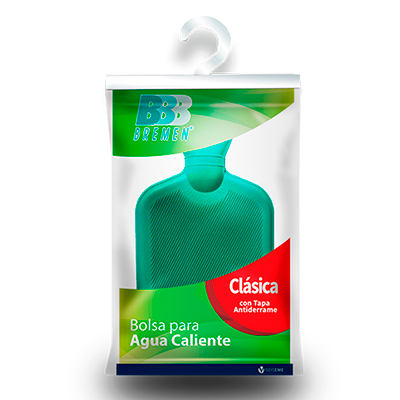 BBB
BREMEN®
Clásica
con Tapa
Antiderrame
Bolsa para
Agua Caliente